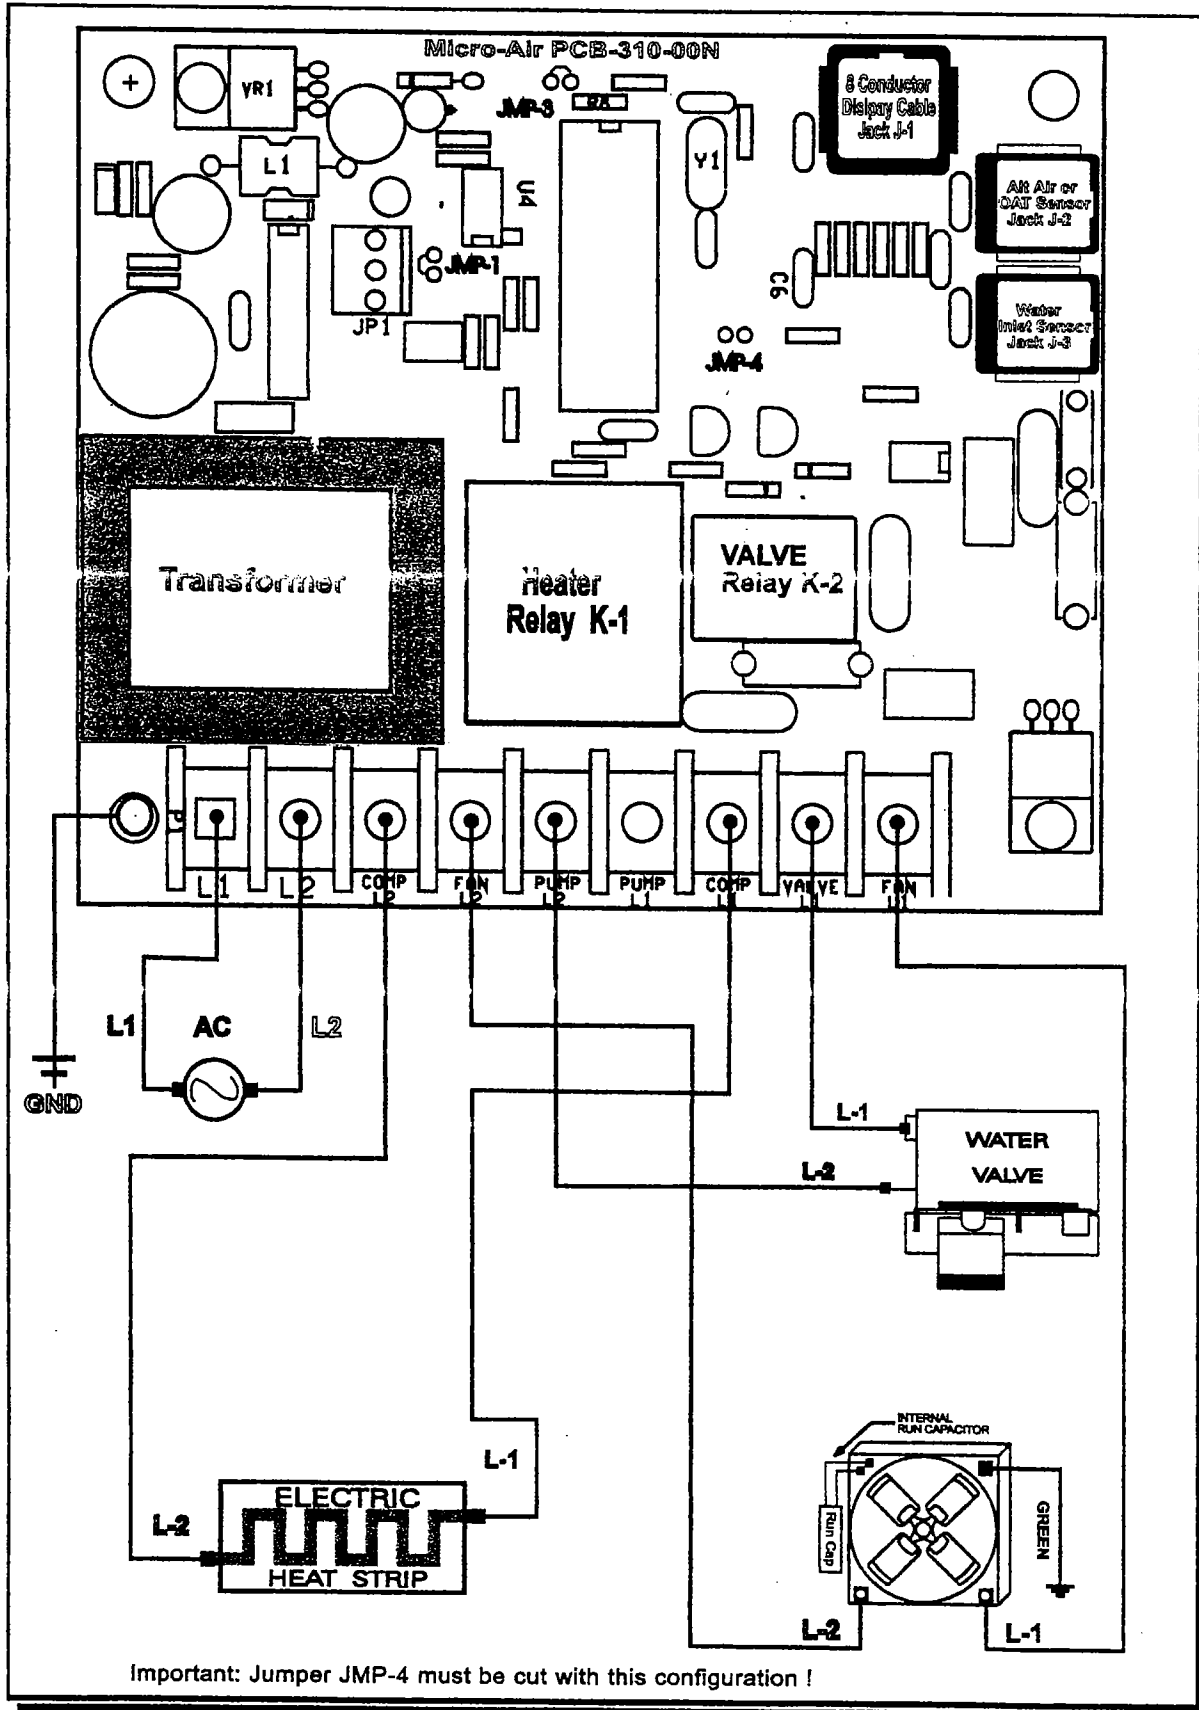 Micro-Air PCB-310-00N
VR1
JMP-3
R8
8 Conductor
Dislpay Cable
Jack J-1
L1
U4
Y1
Alt Air or
OAT Sensor
Jack J-2
JMP-1
JP1
C6
Water
Inlet Sensor
Jack J-3
JMP-4
Transformer
Heater
Relay K-1
VALVE
Relay K-2
L1
L2
COMP
L2
FAN
L2
PUMP
L2
PUMP
L1
COMP
L1
VALVE
L1
FAN
L1
L1
AC
L2
GND
L-1
WATER
VALVE
L-2
INTERNAL
RUN CAPACITOR
L-1
ELECTRIC
HEAT STRIP
L-2
Run Cap
GREEN
L-2
L-1
Important: Jumper JMP-4 must be cut with this configuration !